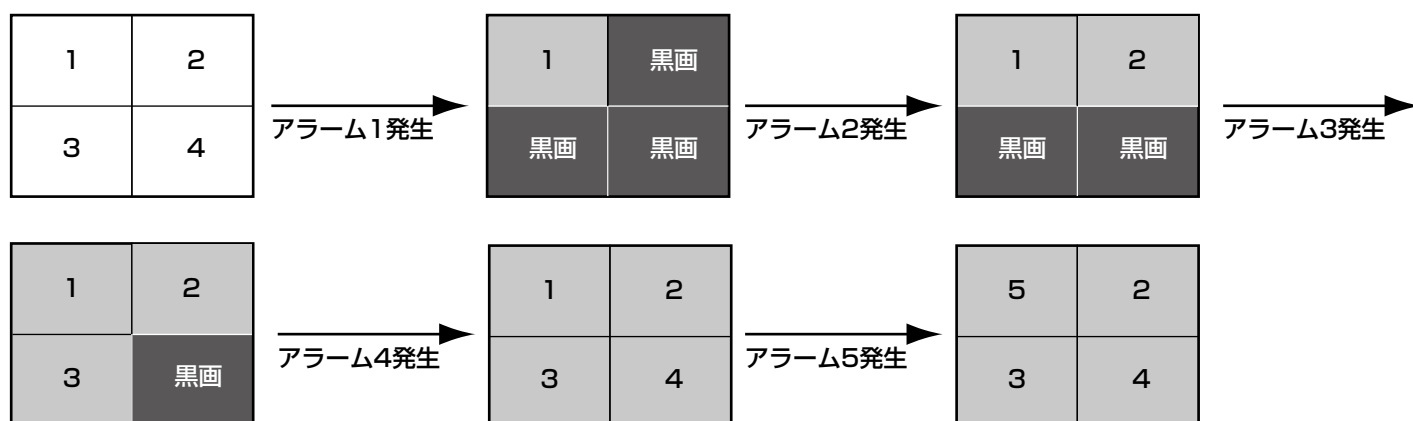 1 2 1 黒画 1 2
アラーム1発生 アラーム2発生 アラーム3発生
3 4 黒画 黒画 黒画 黒画
1 2 1 2 5 2
アラーム4発生 アラーム5発生
3 黒画 3 4 3 4